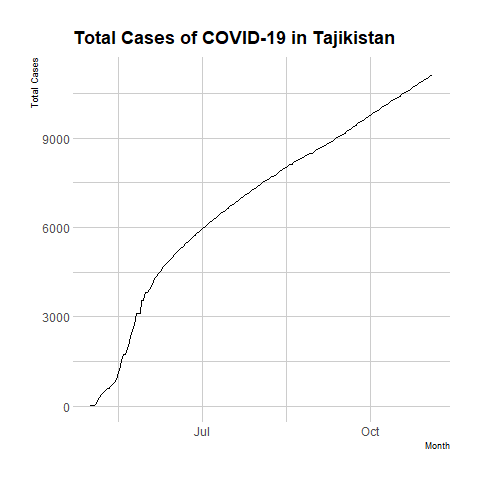 Total Cases of COVID-19 in Tajikistan
Total Cases
9000
6000
3000
0
Jul
Oct
Month